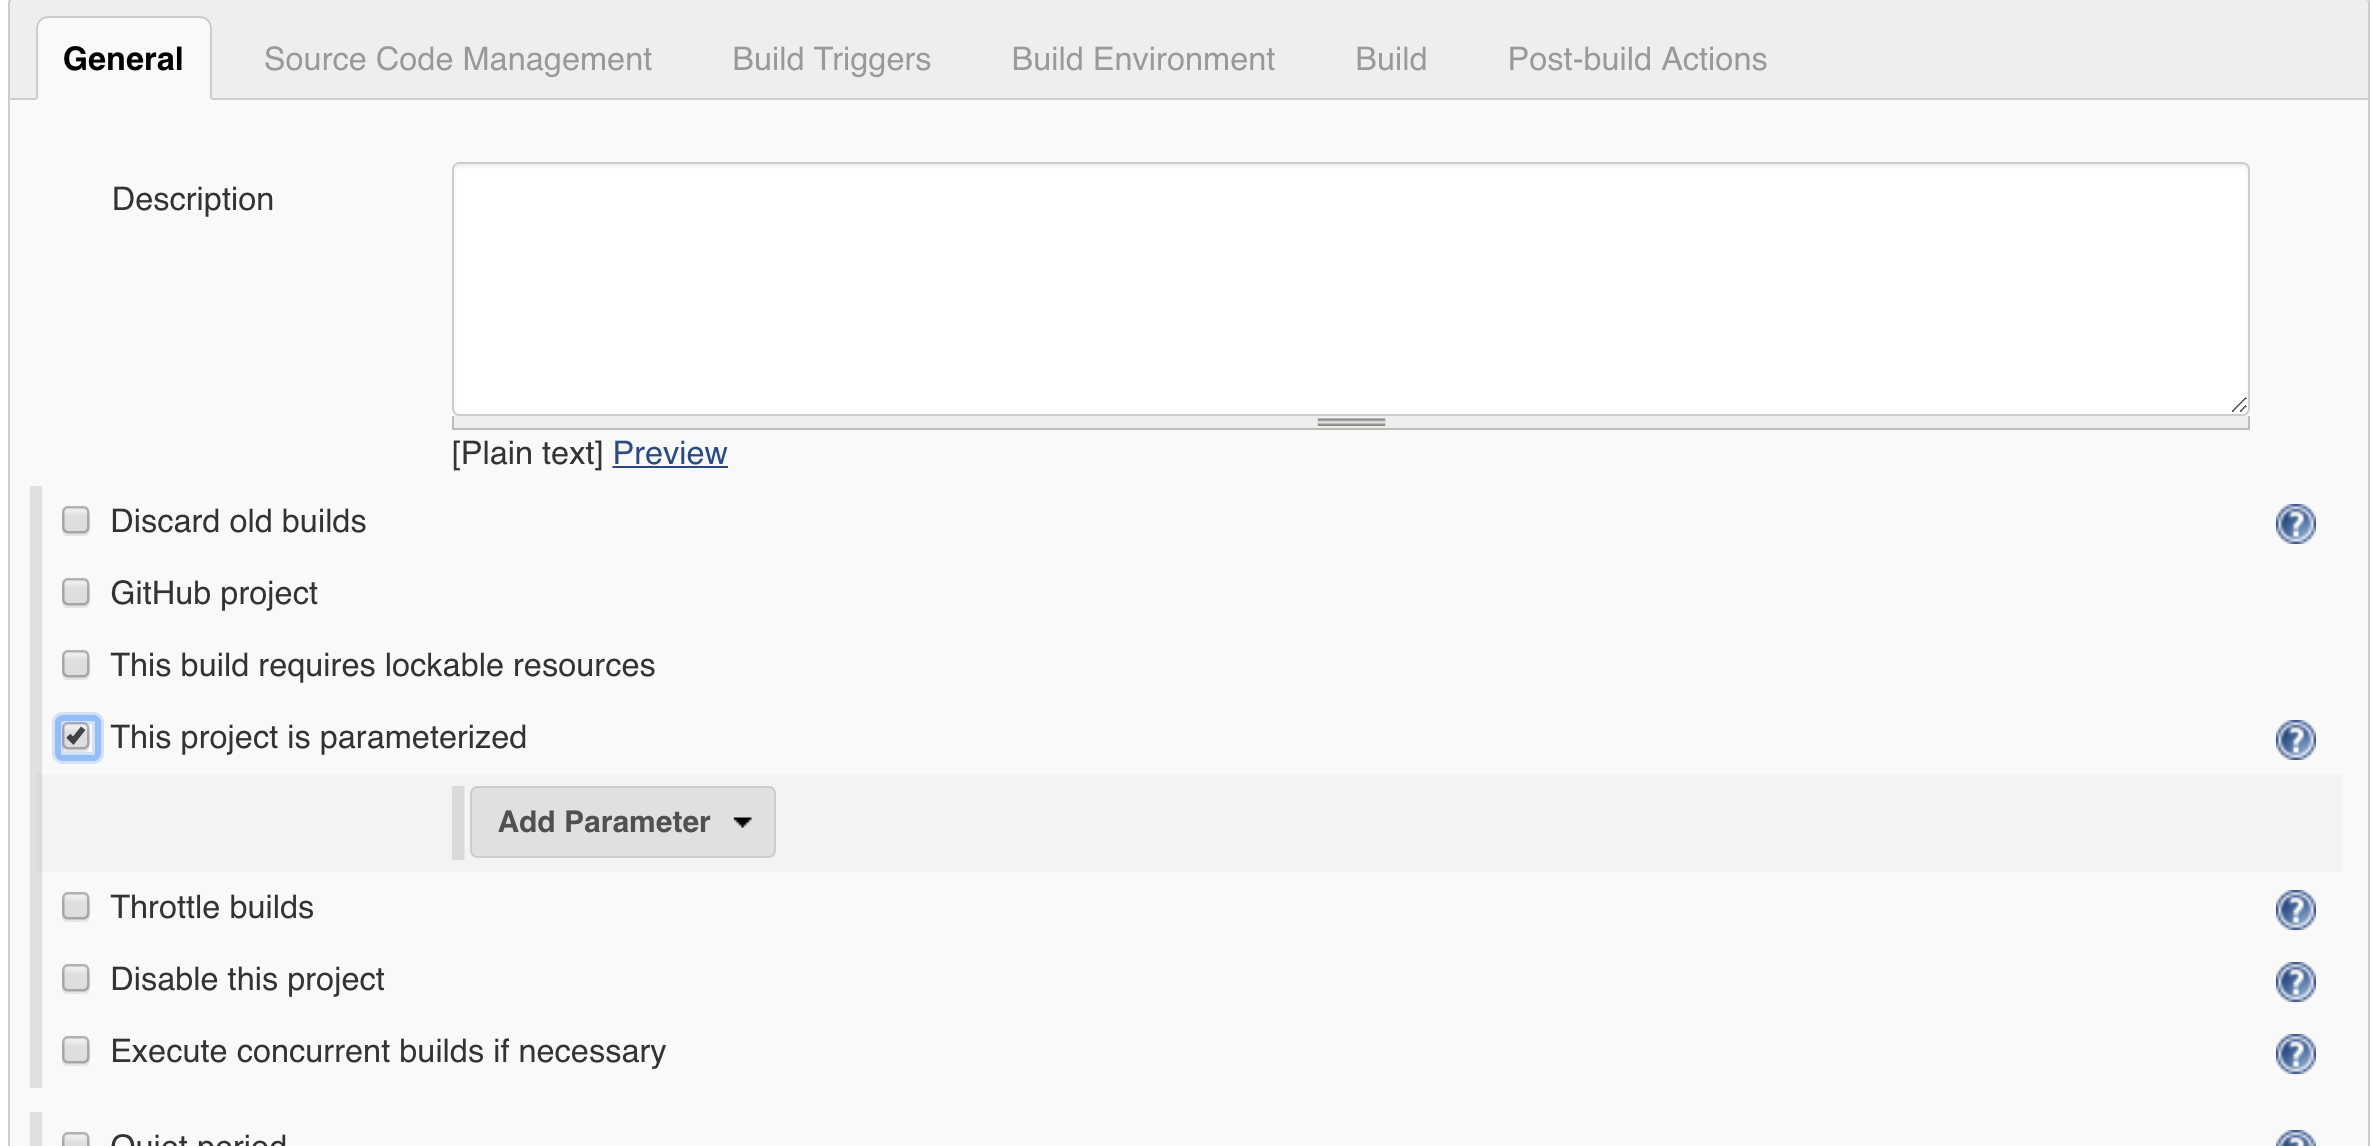 General Source Code Management Build Triggers Build Environment Build Post-build Actions
Description
[Plain text] Preview
Discard old builds
GitHub project
This build requires lockable resources
This project is parameterized
Add Parameter
Throttle builds
Disable this project
Execute concurrent builds if necessary
Quiet period